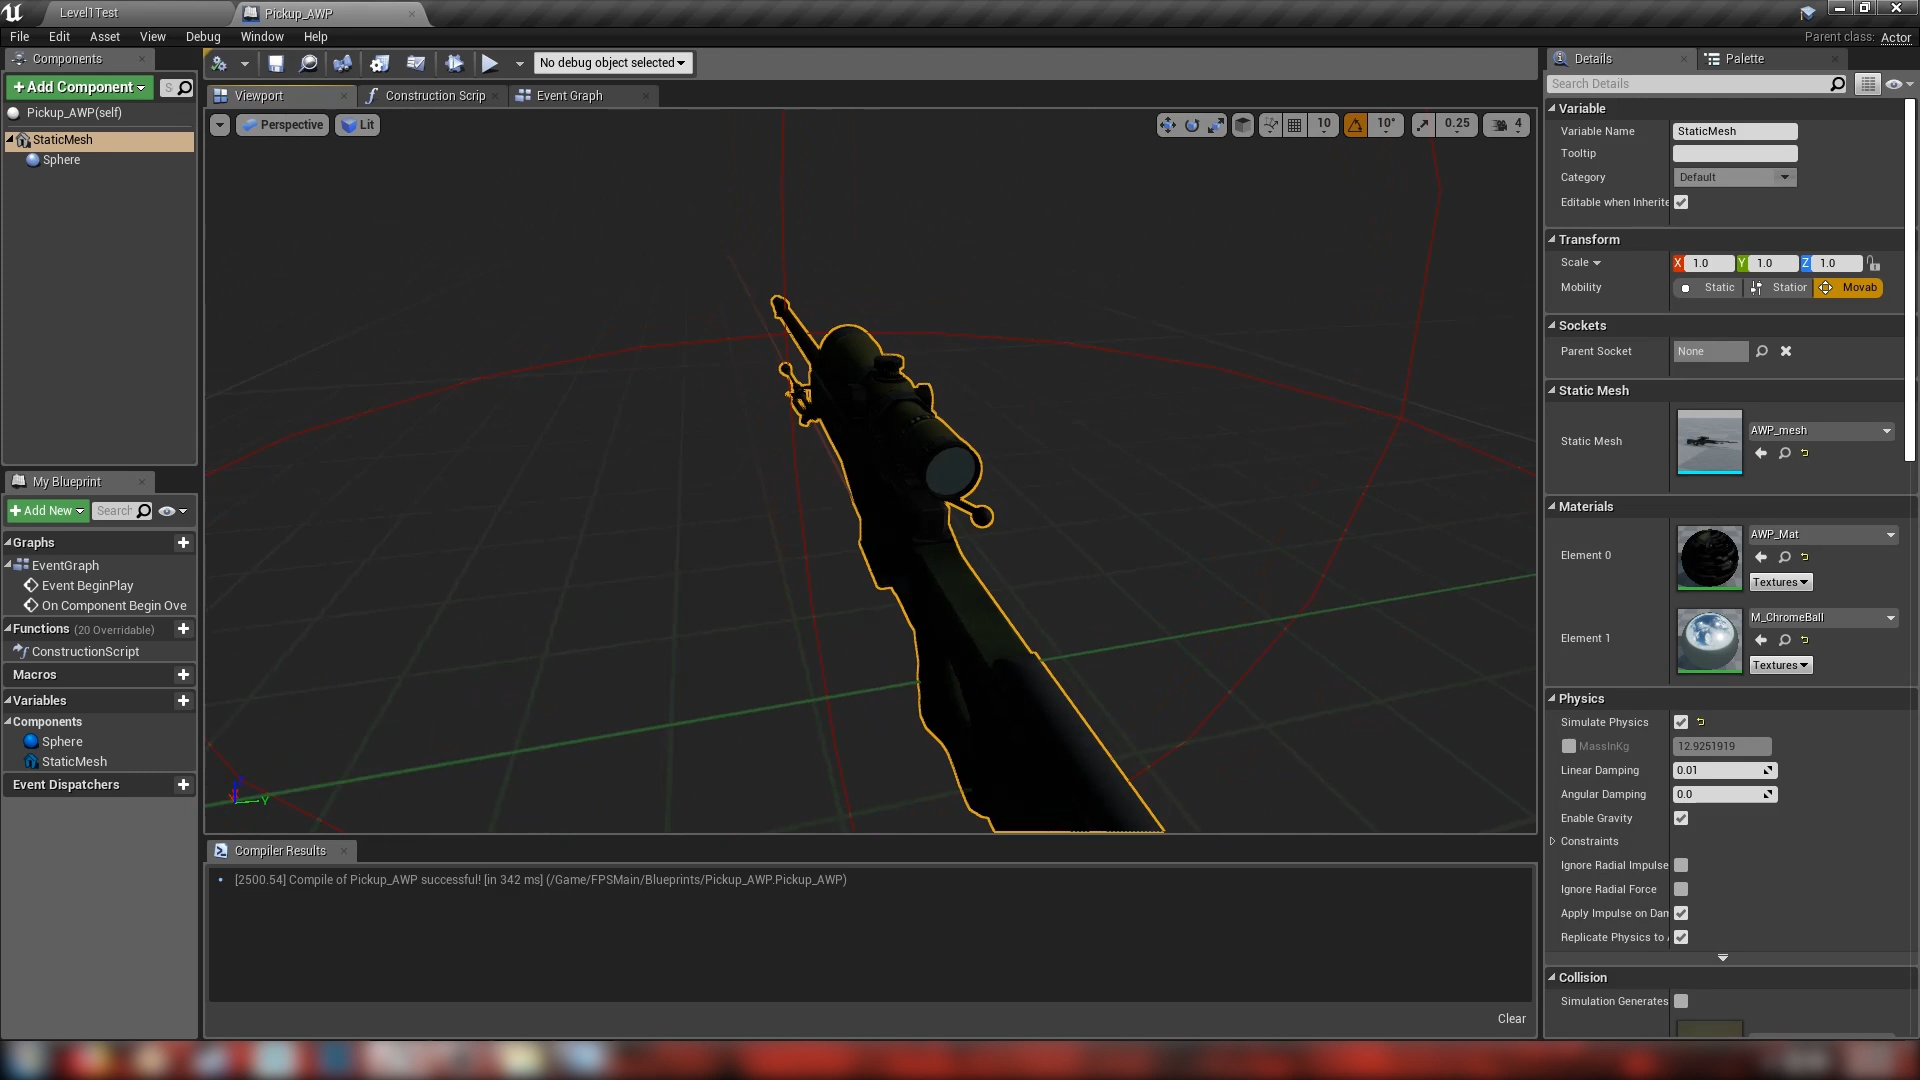 Level1Test
Pickup_AWP
File Edit Asset View Debug Window Help
Parent class: Actor
Components
+ Add Component
Pickup_AWP(self)
StaticMesh
Sphere
My Blueprint
+ Add New
Search
Graphs
EventGraph
Event BeginPlay
On Component Begin Ove
Functions (20 Overridable)
ConstructionScript
Macros
Variables
Components
Sphere
StaticMesh
Event Dispatchers
No debug object selected
Viewport
Construction Scrip
Event Graph
Perspective
Lit
10
10°
0.25
4
Y
Compiler Results
[2500.54] Compile of Pickup_AWP successful! [in 342 ms] (/Game/FPSMain/Blueprints/Pickup_AWP.Pickup_AWP)
Clear
Details
Palette
Search Details
Variable
Variable Name StaticMesh
Tooltip
Category Default
Editable when Inherite
Transform
Scale X 1.0 Y 1.0 Z 1.0
Mobility Static Station Movab
Sockets
Parent Socket None
Static Mesh
Static Mesh AWP_mesh
Materials
Element 0 AWP_Mat
Textures
Element 1 M_ChromeBall
Textures
Physics
Simulate Physics
MassInKg 12.9251919
Linear Damping 0.01
Angular Damping 0.0
Enable Gravity
Constraints
Ignore Radial Impulse
Ignore Radial Force
Apply Impulse on Dam
Replicate Physics to
Collision
Simulation Generates